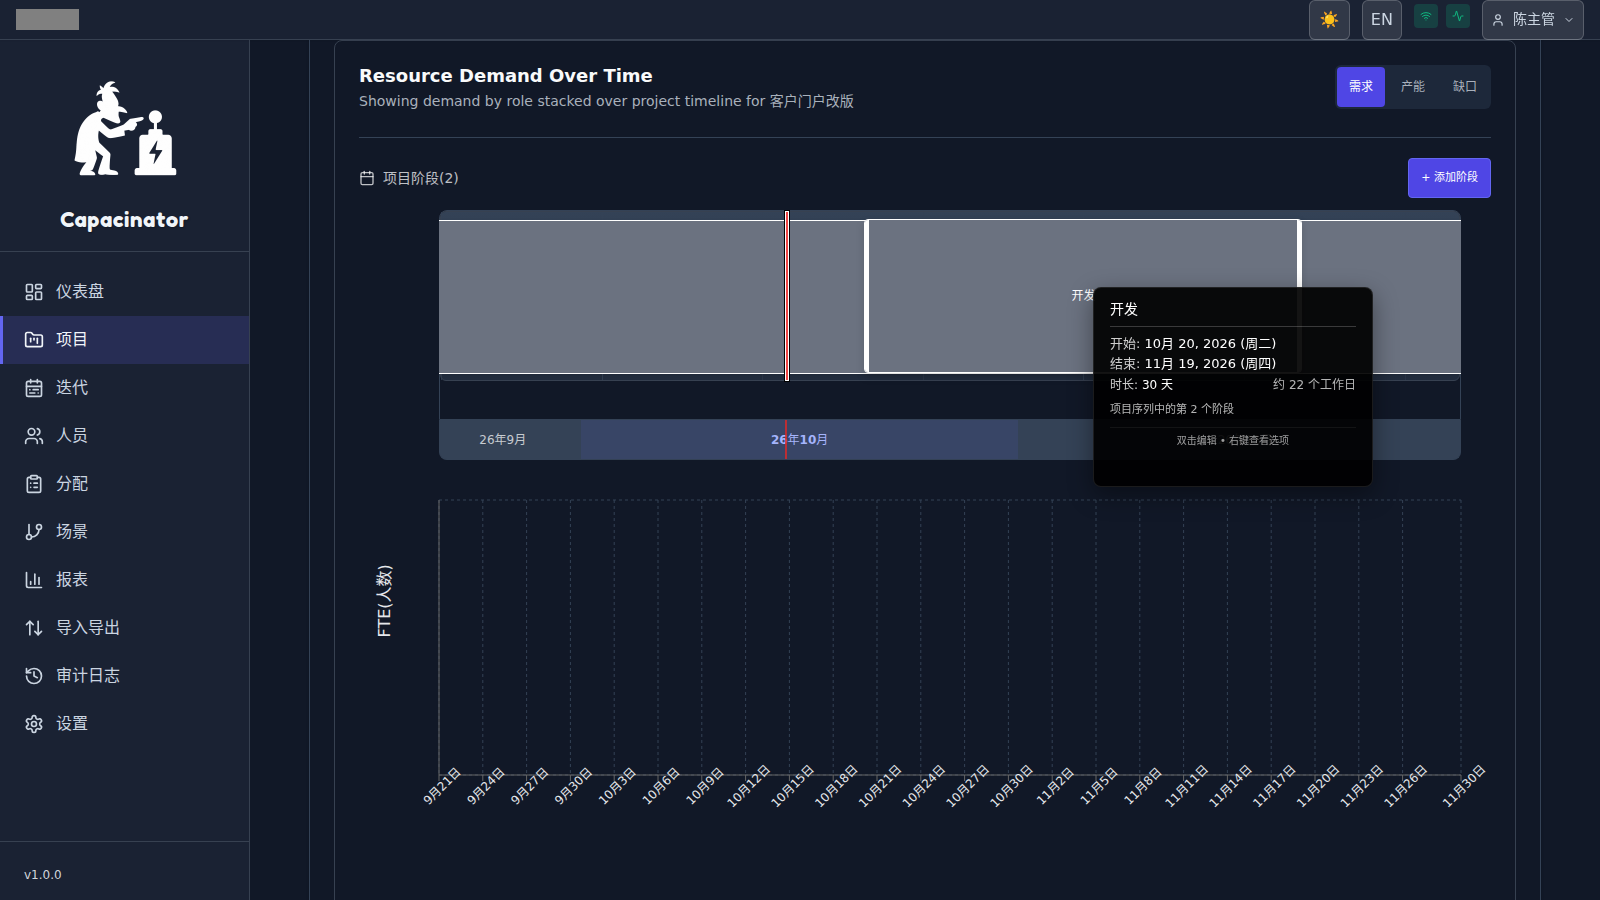 EN
陈主管
Capacinator
仪表盘
项目
迭代
人员
分配
场景
报表
导入导出
审计日志
设置
v1.0.0
Resource Demand Over Time
Showing demand by role stacked over project timeline for 客户门户改版
需求
产能
缺口
项目阶段(2)
+ 添加阶段
开发
开发
开始: 10月 20, 2026 (周二)
结束: 11月 19, 2026 (周四)
时长: 30 天
约 22 个工作日
项目序列中的第 2 个阶段
双击编辑 • 右键查看选项
26年9月
26年10月
FTE(人数)
9月21日
9月24日
9月27日
9月30日
10月3日
10月6日
10月9日
10月12日
10月15日
10月18日
10月21日
10月24日
10月27日
10月30日
11月2日
11月5日
11月8日
11月11日
11月14日
11月17日
11月20日
11月23日
11月26日
11月30日